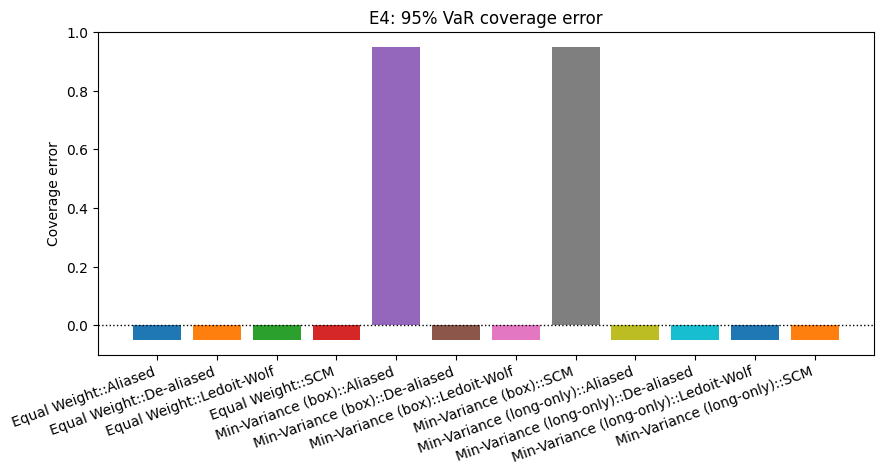 E4: 95% VaR coverage error
Coverage error
1.0
0.8
0.6
0.4
0.2
0.0
Equal Weight::Aliased
Equal Weight::De-aliased
Equal Weight::Ledoit-Wolf
Equal Weight::SCM
Min-Variance (box)::Aliased
Min-Variance (box)::De-aliased
Min-Variance (box)::Ledoit-Wolf
Min-Variance (box)::SCM
Min-Variance (long-only)::Aliased
Min-Variance (long-only)::De-aliased
Min-Variance (long-only)::Ledoit-Wolf
Min-Variance (long-only)::SCM